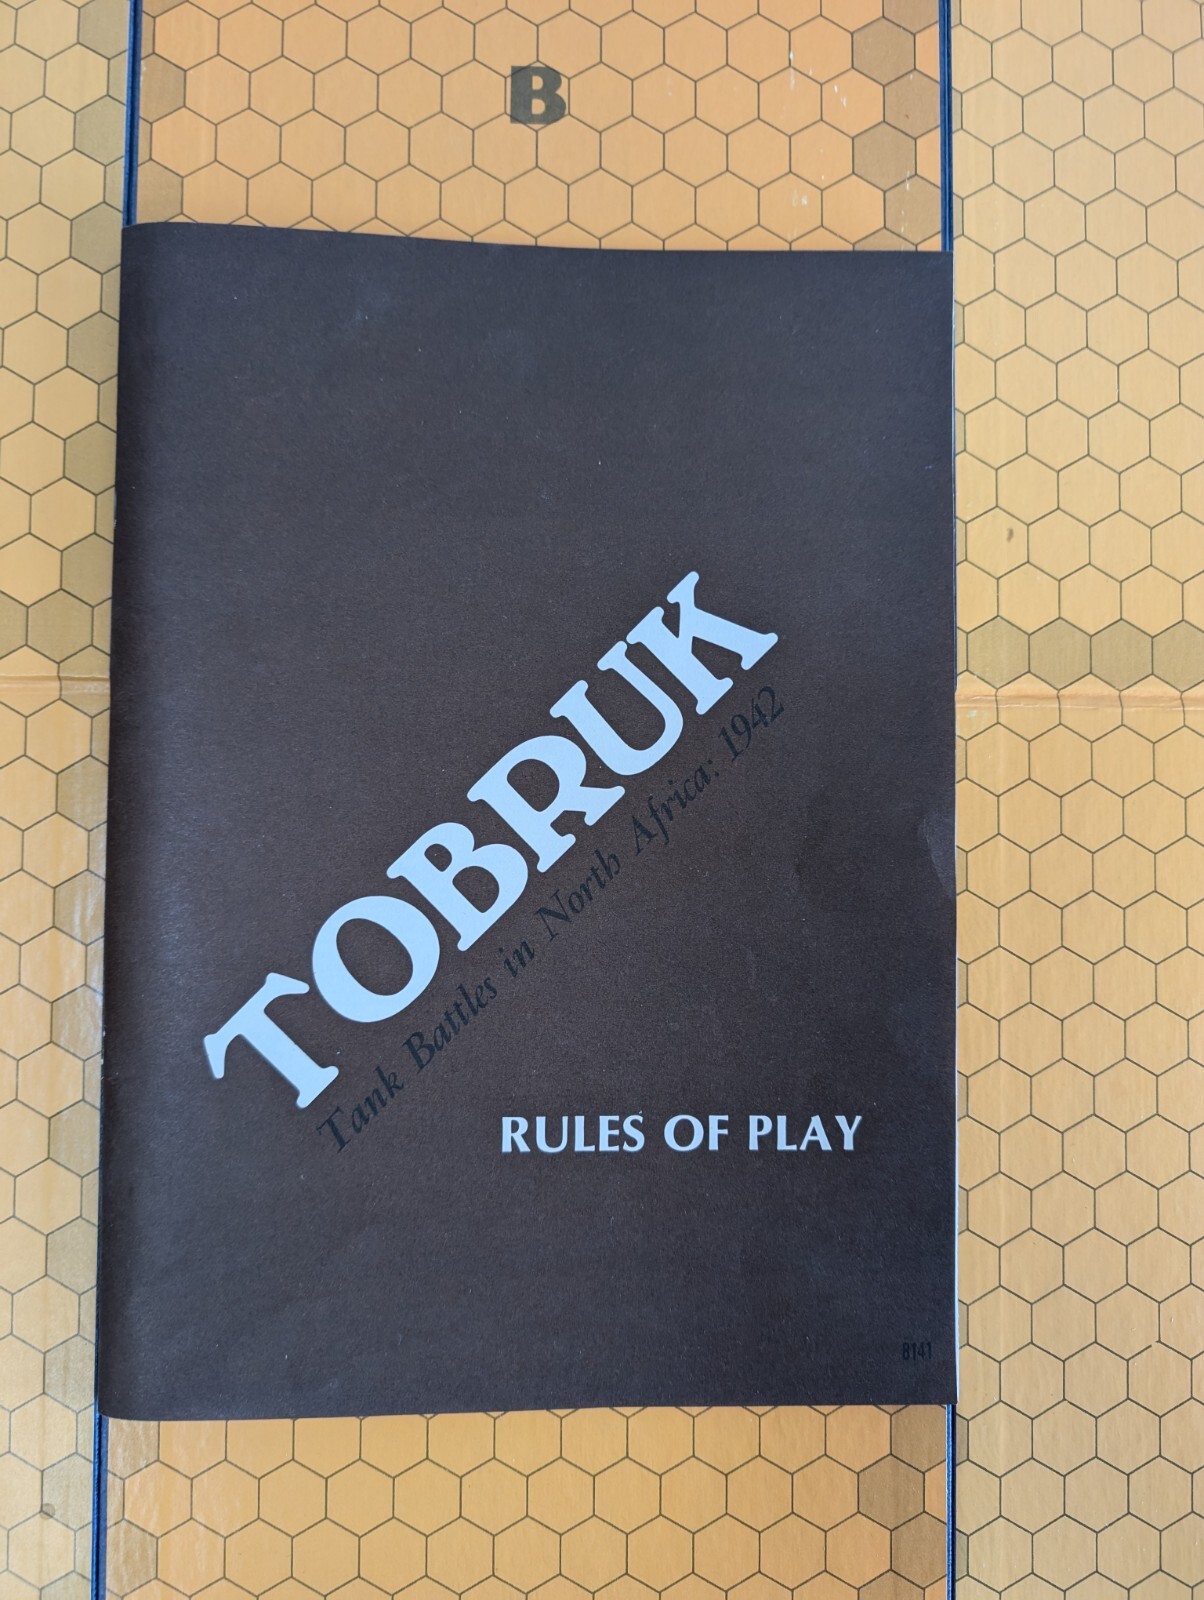 B
TOBRUK
Tank Battles in North Africa: 1942
RULES OF PLAY
8141